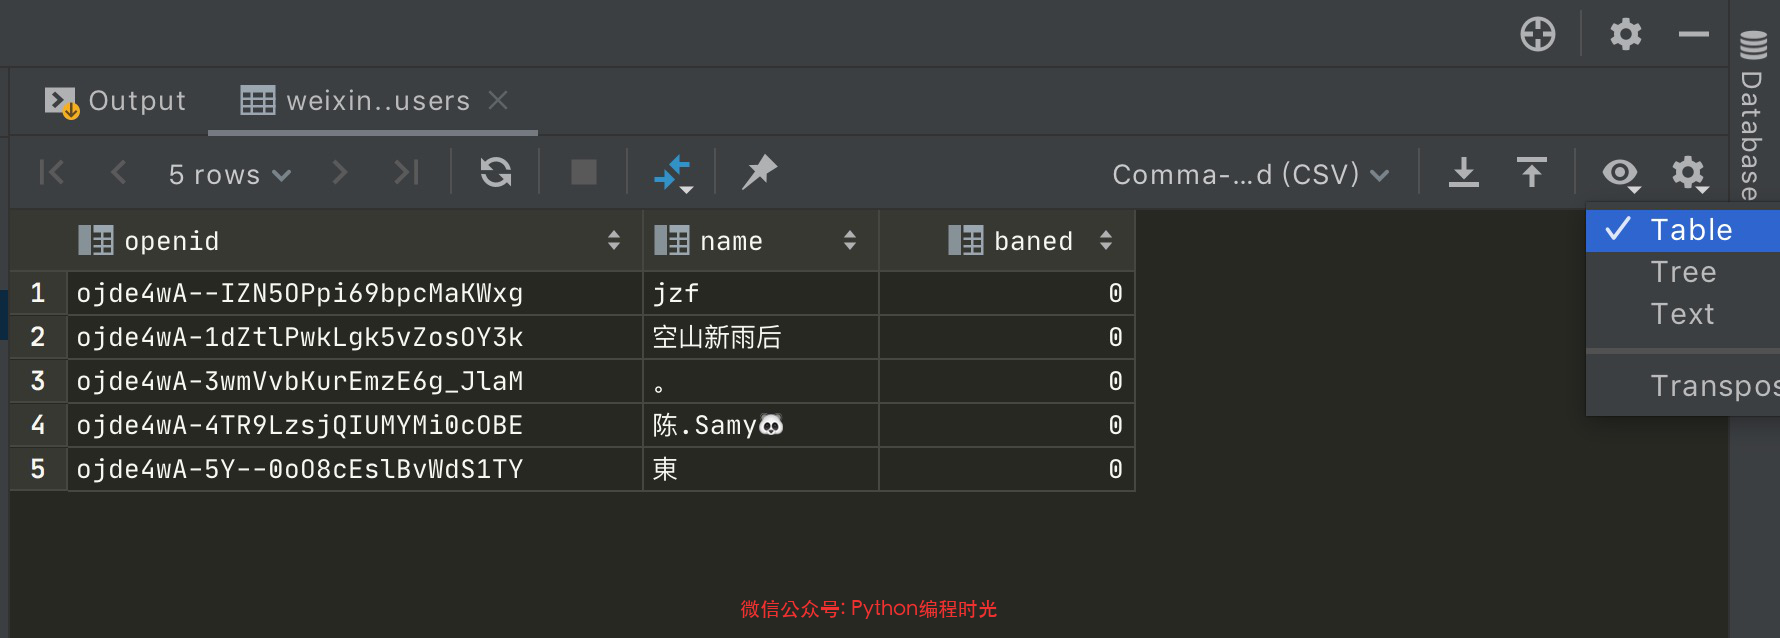 Output weixin..users
Database
5 rows Comma-...d (CSV)
openid name baned
1 ojde4wA--IZN5OPpi69bpcMaKWxg jzf 0
2 ojde4wA-1dZtlPwkLgk5vZosOY3k 空山新雨后 0
3 ojde4wA-3wmVvbKurEmzE6g_JlaM 。 0
4 ojde4wA-4TR9LzsjQIUMYMi0cOBE 陈.Samy🐼 0
5 ojde4wA-5Y--0oO8cEslBvWdS1TY 東 0
Table
Tree
Text
Transpos
微信公众号: Python编程时光